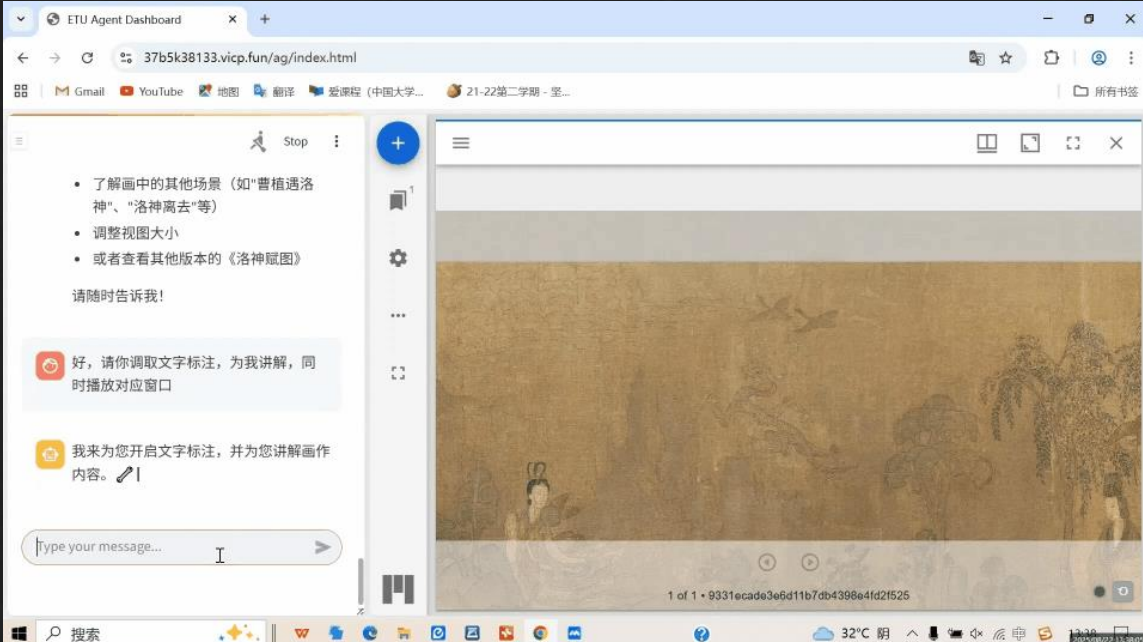 ETU Agent Dashboard
37b5k38133.vicp.fun/ag/index.html
Gmail
YouTube
地图
翻译
爱课程（中国大学...
21-22第二学期 - 坚...
所有书签
Stop
了解画中的其他场景（如"曹植遇洛
神"、"洛神离去"等）
调整视图大小
或者查看其他版本的《洛神赋图》
请随时告诉我！
好，请你调取文字标注，为我讲解，同
时播放对应窗口
我来为您开启文字标注，并为您讲解画作
内容。
Type your message...
1
1 of 1 • 9331ecade3e6d11b7db4398e4fd2f525
搜索
32°C 阴
中